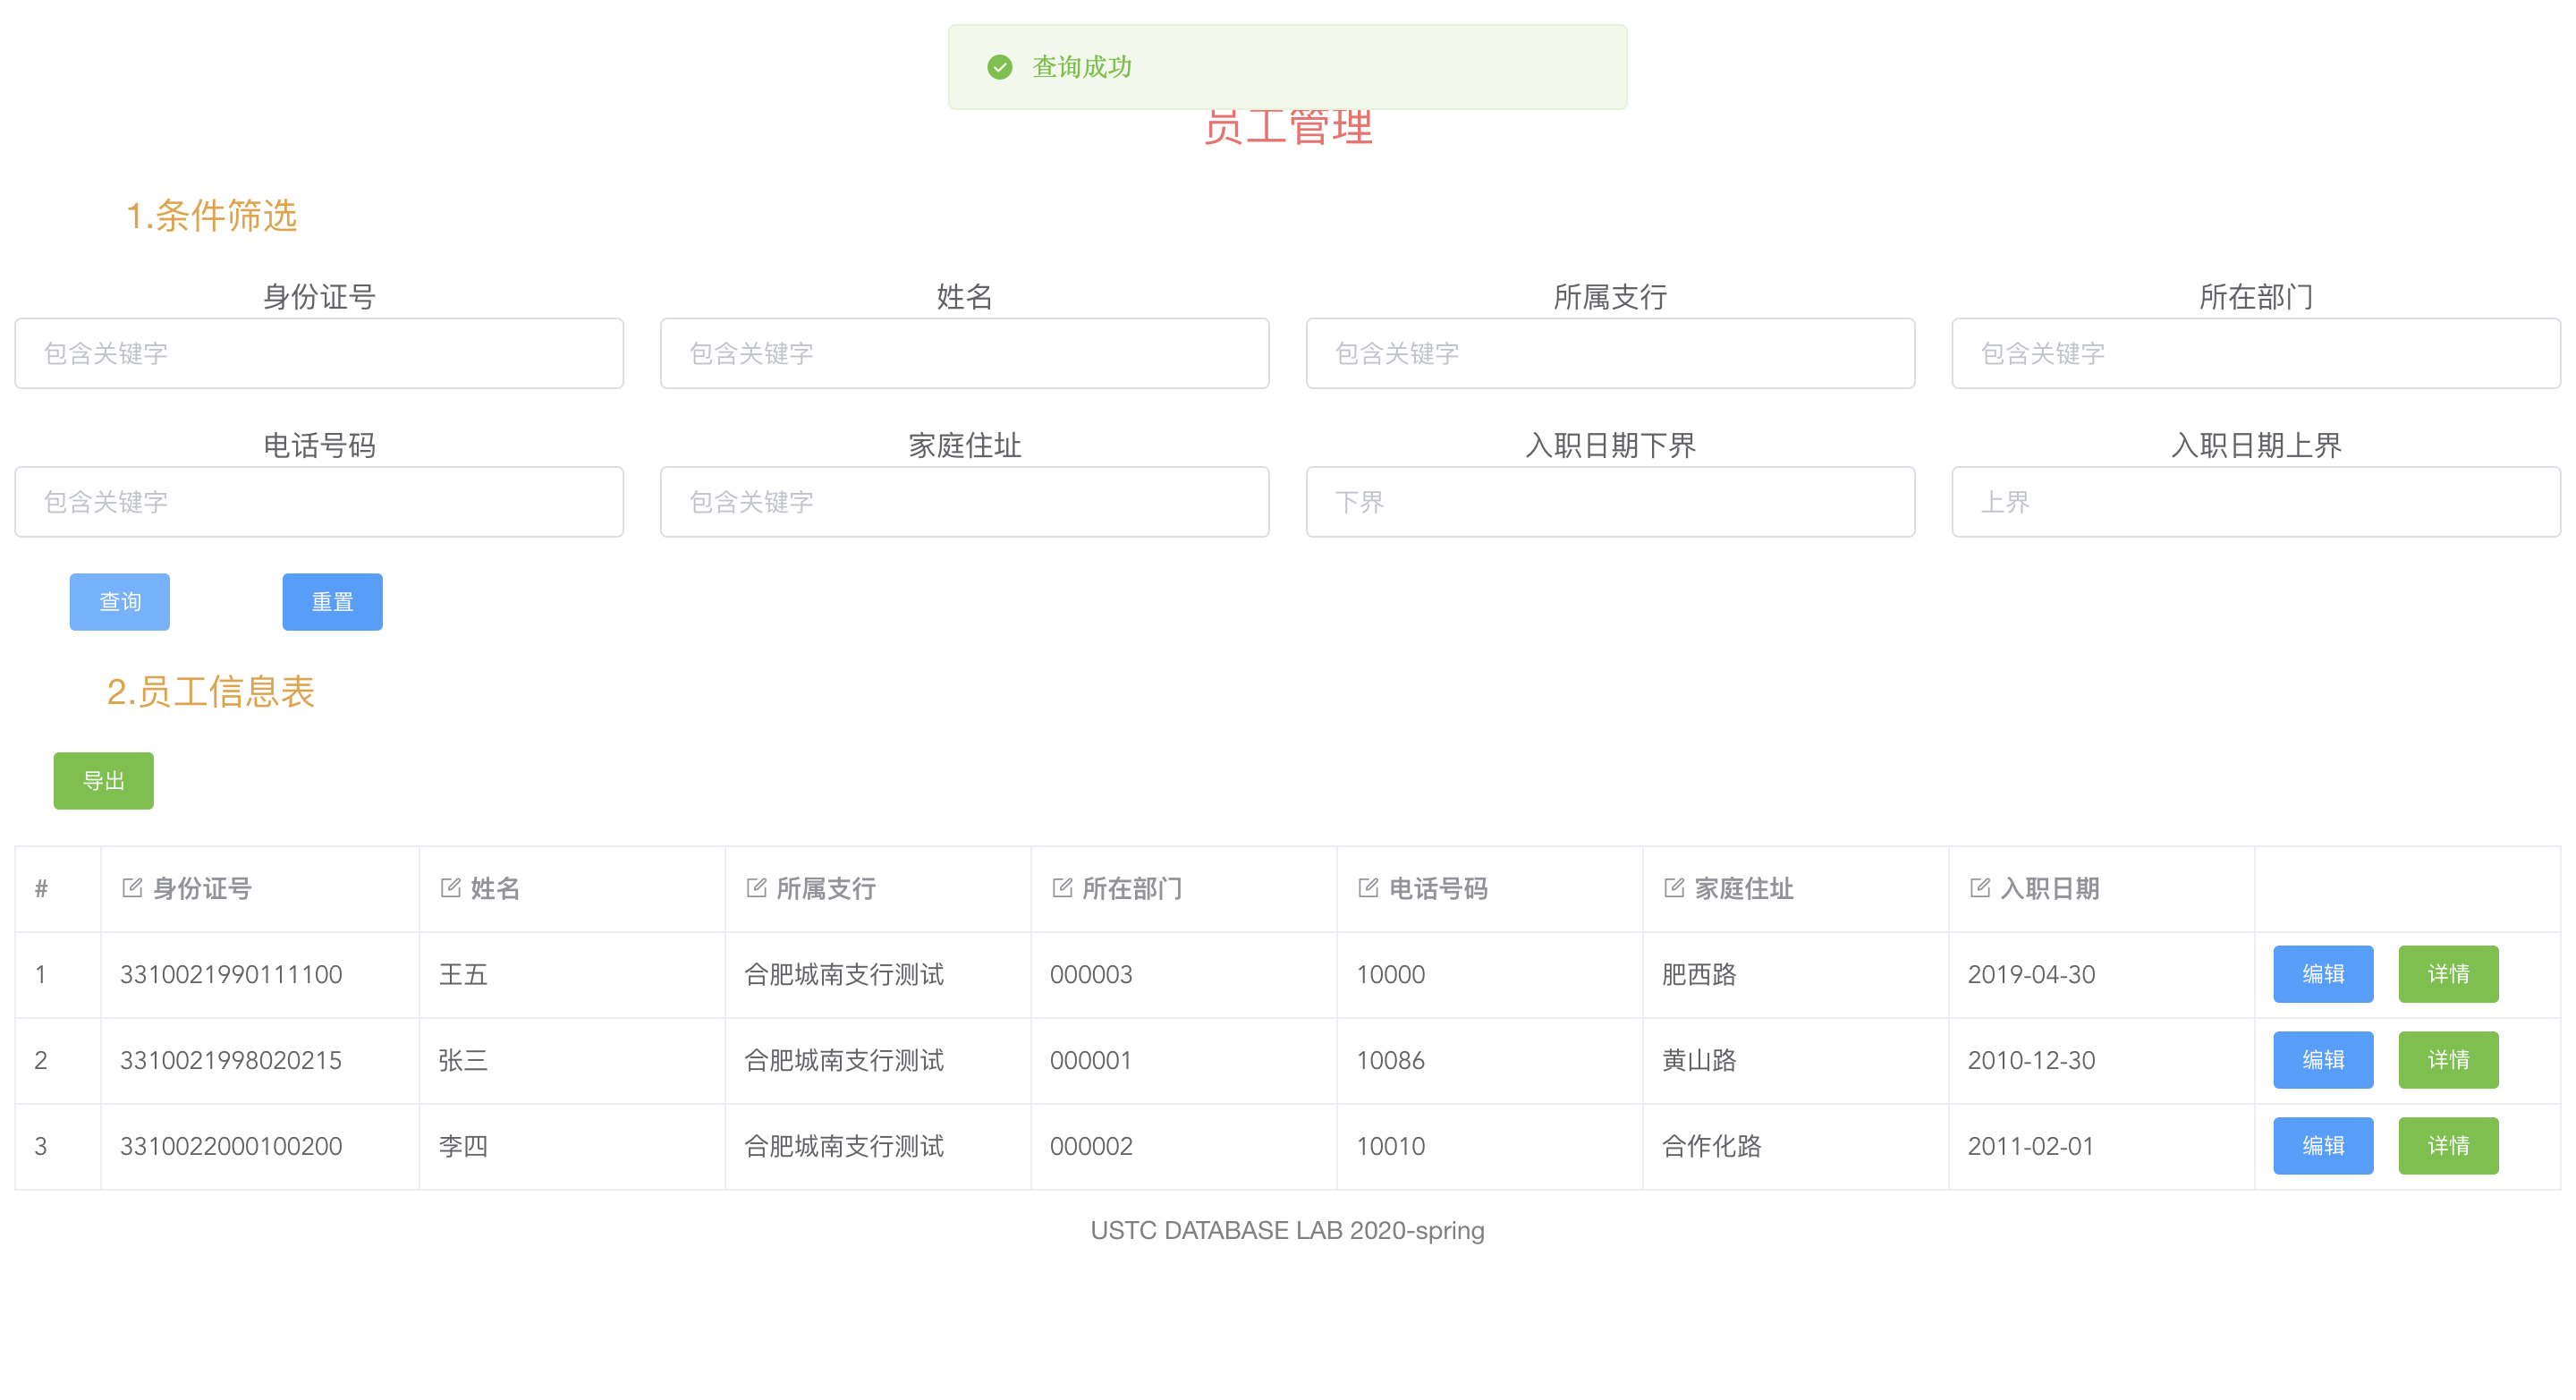 查询成功
员工管理
1.条件筛选
身份证号 姓名 所属支行 所在部门
包含关键字 包含关键字 包含关键字 包含关键字
电话号码 家庭住址 入职日期下界 入职日期上界
包含关键字 包含关键字 下界 上界
查询 重置
2.员工信息表
导出
# 身份证号 姓名 所属支行 所在部门 电话号码 家庭住址 入职日期
1 3310021990111100 王五 合肥城南支行测试 000003 10000 肥西路 2019-04-30 编辑 详情
2 3310021998020215 张三 合肥城南支行测试 000001 10086 黄山路 2010-12-30 编辑 详情
3 3310022000100200 李四 合肥城南支行测试 000002 10010 合作化路 2011-02-01 编辑 详情
USTC DATABASE LAB 2020-spring